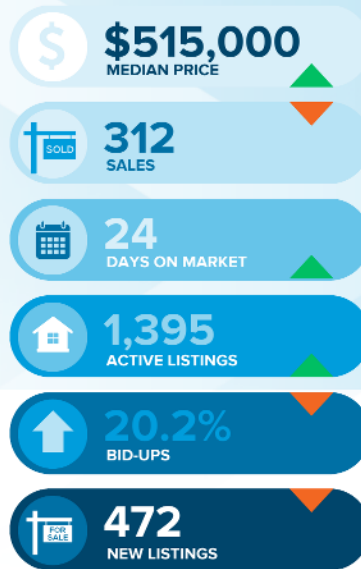 $
$515,000
MEDIAN PRICE
SOLD
312
SALES
24
DAYS ON MARKET
1,395
ACTIVE LISTINGS
20.2%
BID-UPS
FOR
SALE
472
NEW LISTINGS